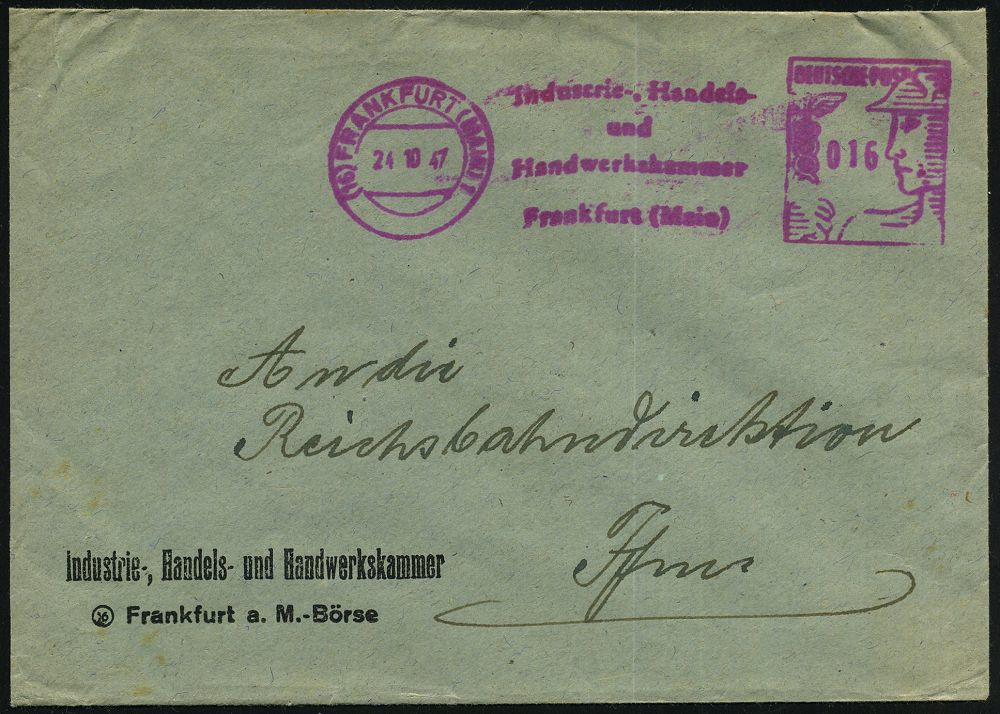 (16) FRANKFURT (MAIN) 1
24 10 47
Industrie-, Handels-
und
Handwerkskammer
Frankfurt (Main)
DEUTSCHE POST
016
An die
Reichsbahndirektion
Ffm.
Industrie-, Handels- und Handwerkskammer
16 Frankfurt a. M.-Börse